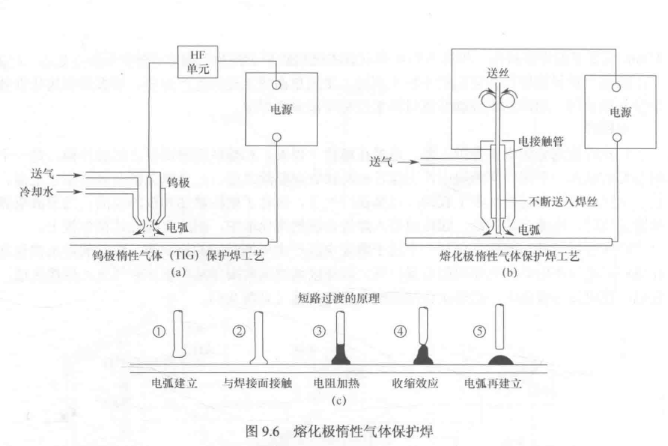 HF
单元
电源
送气
冷却水
钨极
电弧
钨极惰性气体（TIG）保护焊工艺
(a)
送丝
电源
电接触管
送气
不断送入焊丝
电弧
熔化极惰性气体保护焊工艺
(b)
短路过渡的原理
① ② ③ ④ ⑤
电弧建立 与焊接面接触 电阻加热 收缩效应 电弧再建立
(c)
图 9.6 熔化极惰性气体保护焊